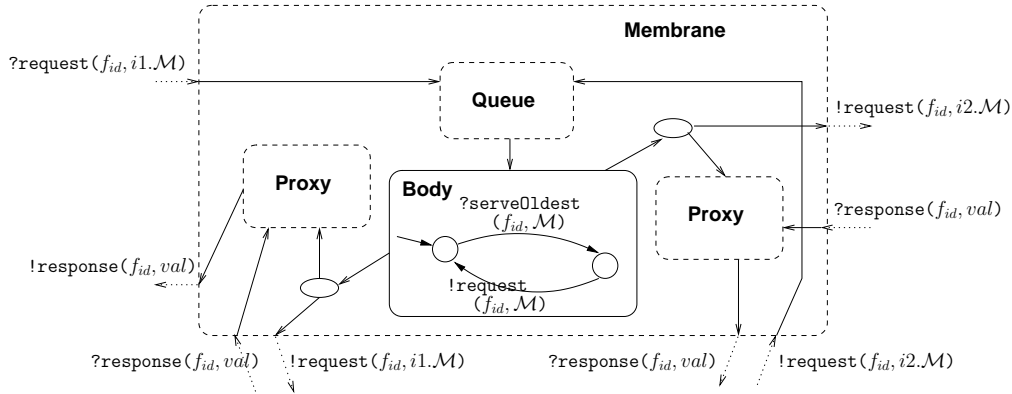 Membrane
?request(f_id, i1.ℳ)
Queue
!request(f_id, i2.ℳ)
Proxy
Body
?serveOldest
(f_id, ℳ)
Proxy
?response(f_id, val)
!response(f_id, val)
!request
(f_id, ℳ)
?response(f_id, val)
!request(f_id, i1.ℳ)
?response(f_id, val)
!request(f_id, i2.ℳ)